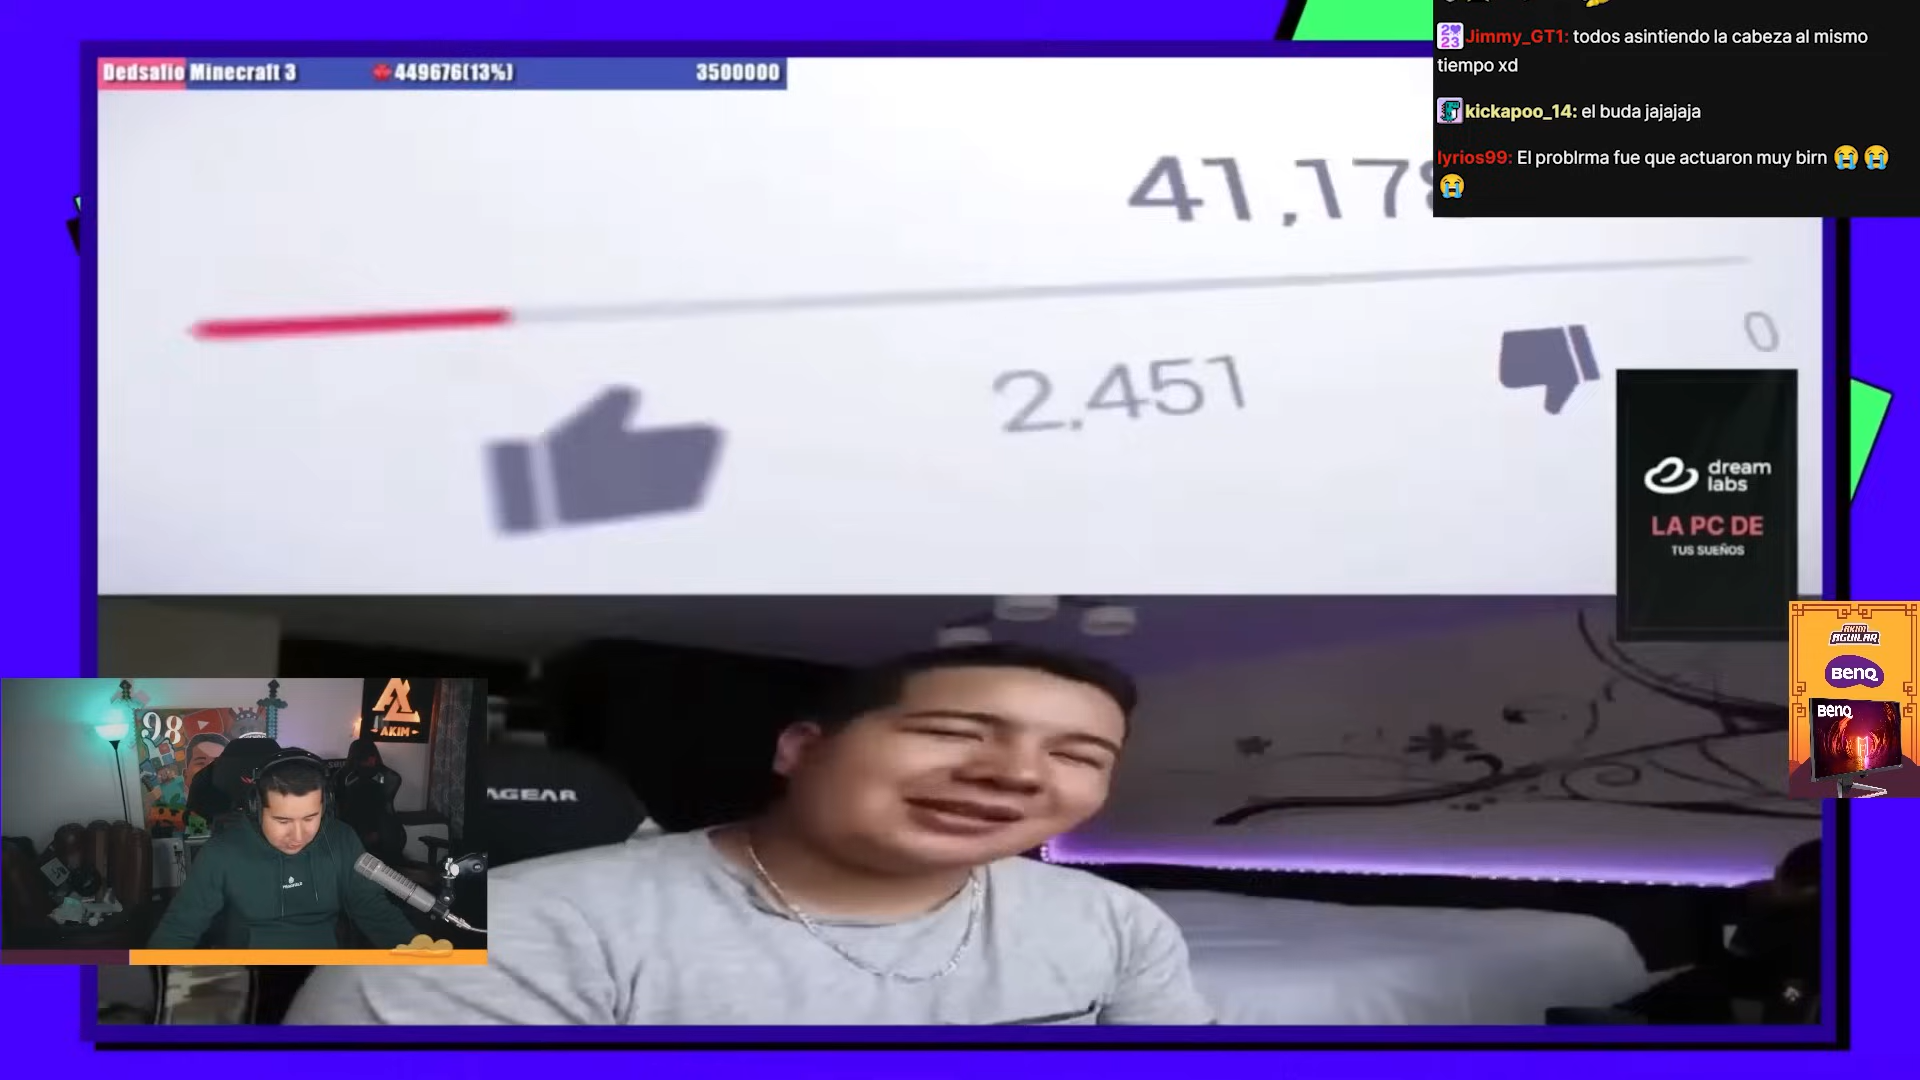 Dedsafio Minecraft 3
449676(13%)
3500000
Jimmy_GT1: todos asintiendo la cabeza al mismo
tiempo xd
kickapoo_14: el buda jajajaja
lyrios99: El problrma fue que actuaron muy birn
41,178
2,451
0
dream
labs
LA PC DE
TUS SUEÑOS
AKIM
AGUILAR
BenQ
BenQ
98
AKIM
AGEAR